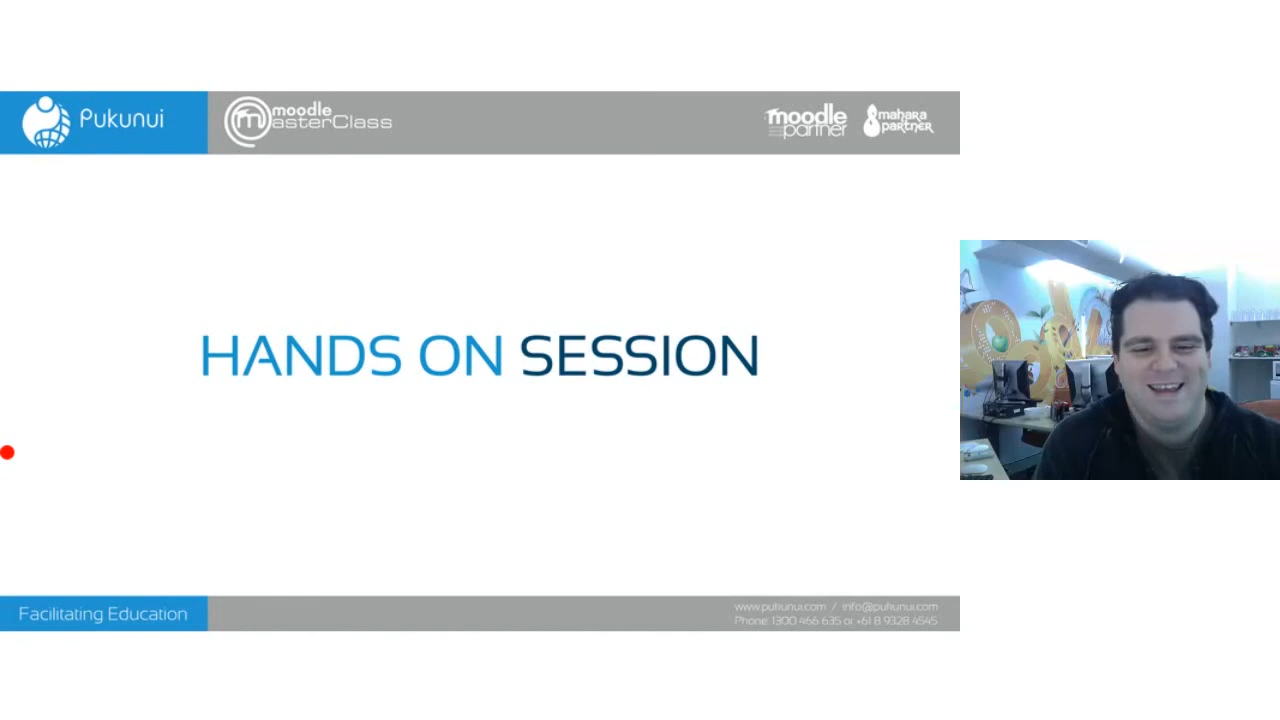 Pukunui
moodle
masterClass
moodle
partner
mahara
partner
HANDS ON SESSION
Facilitating Education
www.pukunui.com / info@pukunui.com
Phone: 1300 466 635 or +61 8 9328 4545